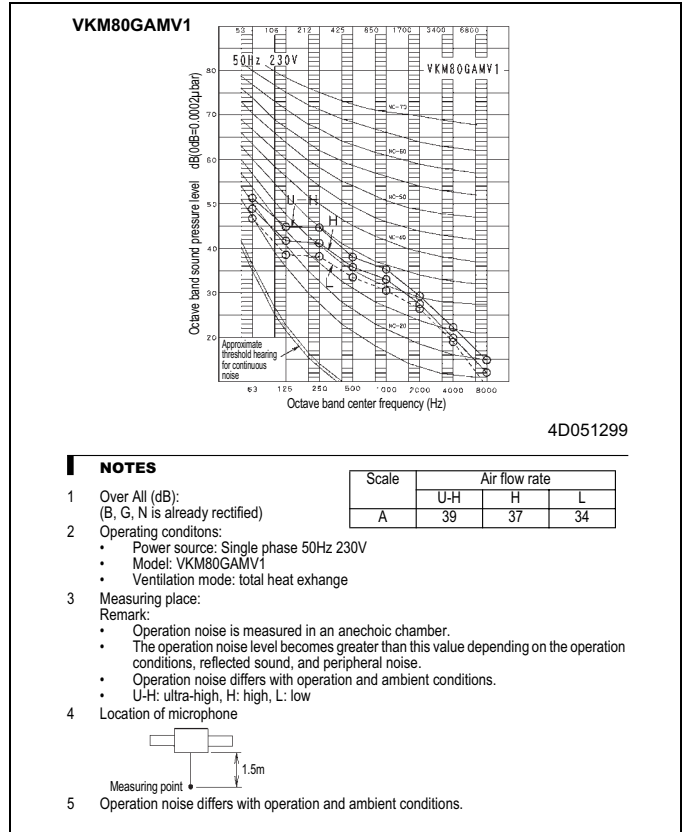 VKM80GAMV1
53 106 212 425 850 1700 3400 6800
50Hz 230V
VKM80GAMV1
80
70
60
50
40
30
20
Octave band sound pressure level dB(0dB=0.0002μbar)
NC-70
NC-60
NC-50
NC-40
NC-20
U-H
H
L
Approximate
threshold hearing
for continuous
noise
63 125 250 500 1000 2000 4000 8000
Octave band center frequency (Hz)
4D051299
NOTES
1 Over All (dB):
(B, G, N is already rectified)
Scale Air flow rate
U-H H L
A 39 37 34
2 Operating conditons:
• Power source: Single phase 50Hz 230V
• Model: VKM80GAMV1
• Ventilation mode: total heat exhange
3 Measuring place:
Remark:
• Operation noise is measured in an anechoic chamber.
• The operation noise level becomes greater than this value depending on the operation
conditions, reflected sound, and peripheral noise.
• Operation noise differs with operation and ambient conditions.
• U-H: ultra-high, H: high, L: low
4 Location of microphone
1.5m
Measuring point
5 Operation noise differs with operation and ambient conditions.